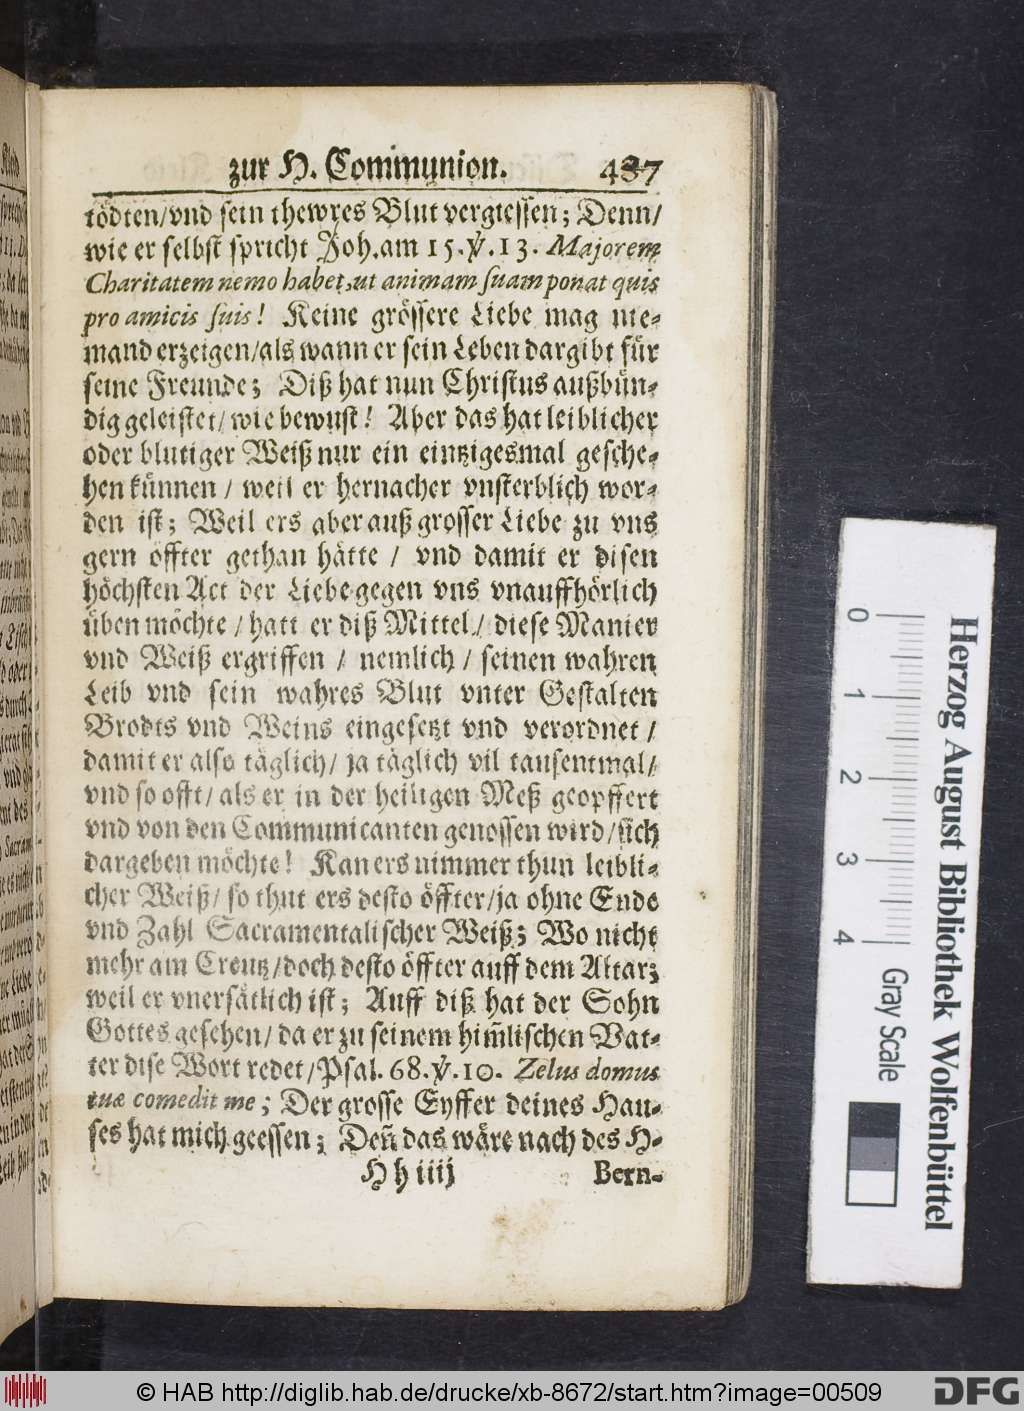 zur H. Communion. 487
tödten/vnd sein thewres Blut vergiessen; Denn/
wie er selbst spricht Joh. am 15. ℣. 13. Majorem
Charitatem nemo habet, ut animam suam ponat quis
pro amicis suis! Keine grössere Liebe mag nie-
mand erzeigen/als wann er sein Leben dargibt für
seine Freunde; Diß hat nun Christus außbün-
dig geleistet/ wie bewust! Aber das hat leiblicher
oder blutiger Weiß nur ein eintzigesmal gesche-
hen künnen / weil er hernacher vnsterblich wor-
den ist; Weil ers aber auß grosser Liebe zu vns
gern öffter gethan hätte / vnd damit er disen
höchsten Act der Liebe gegen vns vnauffhörlich
üben möchte / hatt er diß Mittel / diese Manier
vnd Weiß ergriffen / nemlich / seinen wahren
Leib vnd sein wahres Blut vnter Gestalten
Brodts vnd Weins eingesetzt vnd verordnet /
damit er also täglich/ ja täglich vil tausentmal/
vnd so offt/ als er in der heiligen Meß geopffert
vnd von den Communicanten genossen wird/ sich
dargeben möchte! Kan ers nimmer thun leibli-
cher Weiß/ so thut ers desto öffter/ja ohne Ende
vnd Zahl Sacramentalischer Weiß; Wo nicht
mehr am Creutz/doch desto öffter auff dem Altar;
weil er vnersätlich ist; Auff diß hat der Sohn
Gottes gesehen/ da er zu seinem him̃lischen Vat-
ter dise Wort redet/Psal. 68. ℣. 10. Zelus domus
tuæ comedit me; Der grosse Eyffer deines Hau-
ses hat mich geessen; Deñ das wäre nach des H-
H h iiij Bern-
0 1 2 3 4
Gray Scale
Herzog August Bibliothek Wolfenbüttel
© HAB http://diglib.hab.de/drucke/xb-8672/start.htm?image=00509
DFG